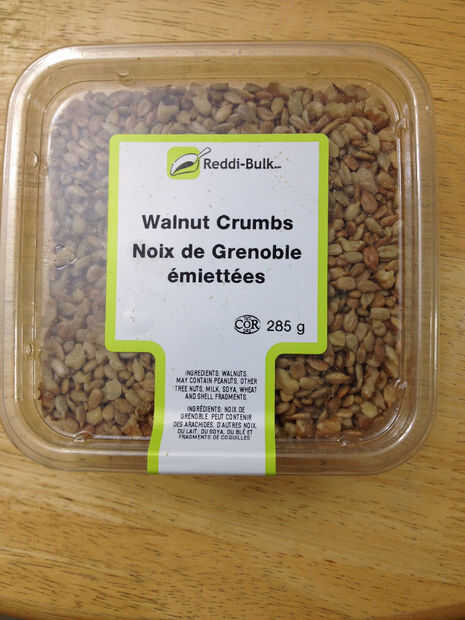 Reddi-Bulk
Walnut Crumbs
Noix de Grenoble
émiettées
COR 285 g
INGREDIENTS: WALNUTS.
MAY CONTAIN PEANUTS, OTHER
TREE NUTS, MILK, SOYA, WHEAT
AND SHELL FRAGMENTS.
INGRÉDIENTS: NOIX DE
GRENOBLE. PEUT CONTENIR
DES ARACHIDES, D'AUTRES NOIX,
DU LAIT, DU SOYA, DU BLÉ ET
FRAGMENTS DE COQUILLES